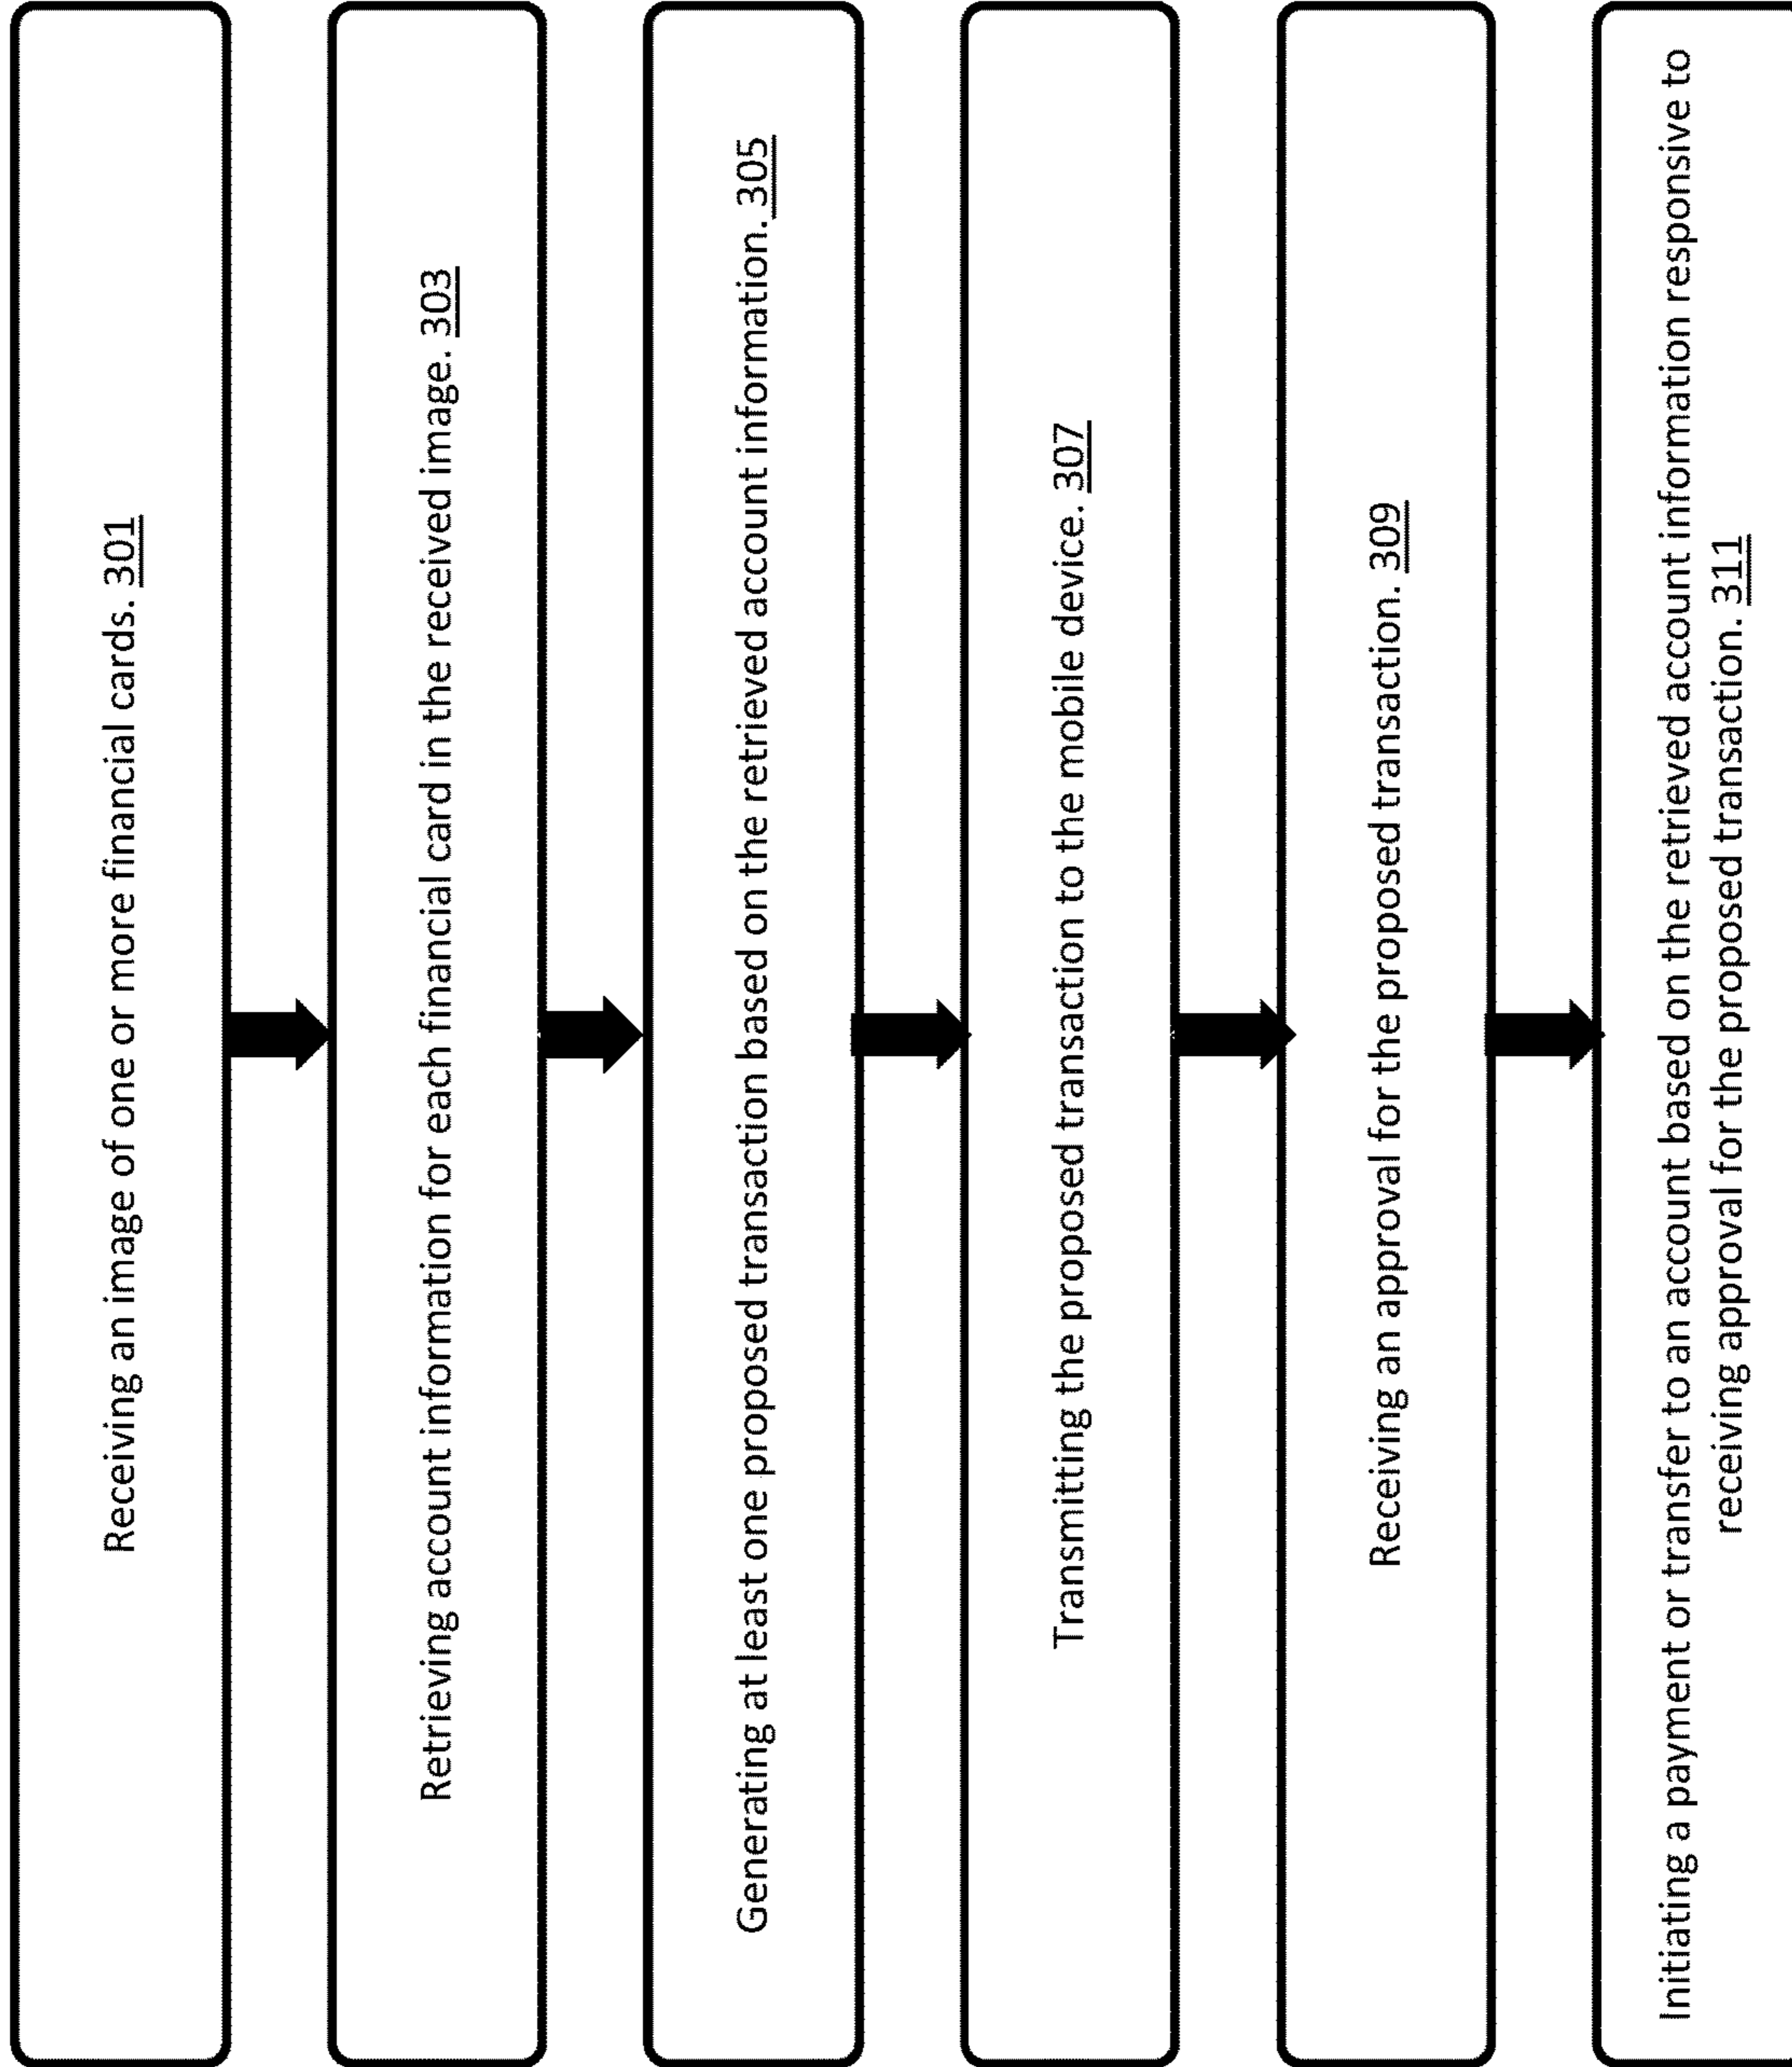 Receiving an image of one or more financial cards. 301
Retrieving account information for each financial card in the received image. 303
Generating at least one proposed transaction based on the retrieved account information. 305
Transmitting the proposed transaction to the mobile device. 307
Receiving an approval for the proposed transaction. 309
Initiating a payment or transfer to an account based on the retrieved account information responsive to
receiving approval for the proposed transaction. 311